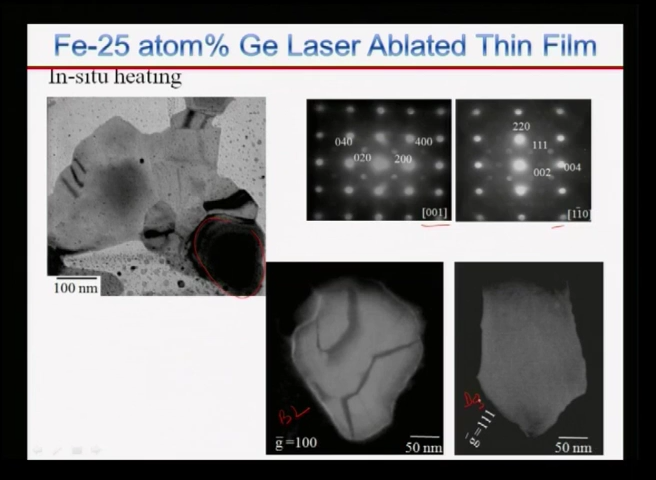 Fe-25 atom% Ge Laser Ablated Thin Film
In-situ heating
100 nm
040
400
020
200
[001]
220
111
002
004
[1̄10]
ḡ=100
50 nm
ḡ=111
50 nm